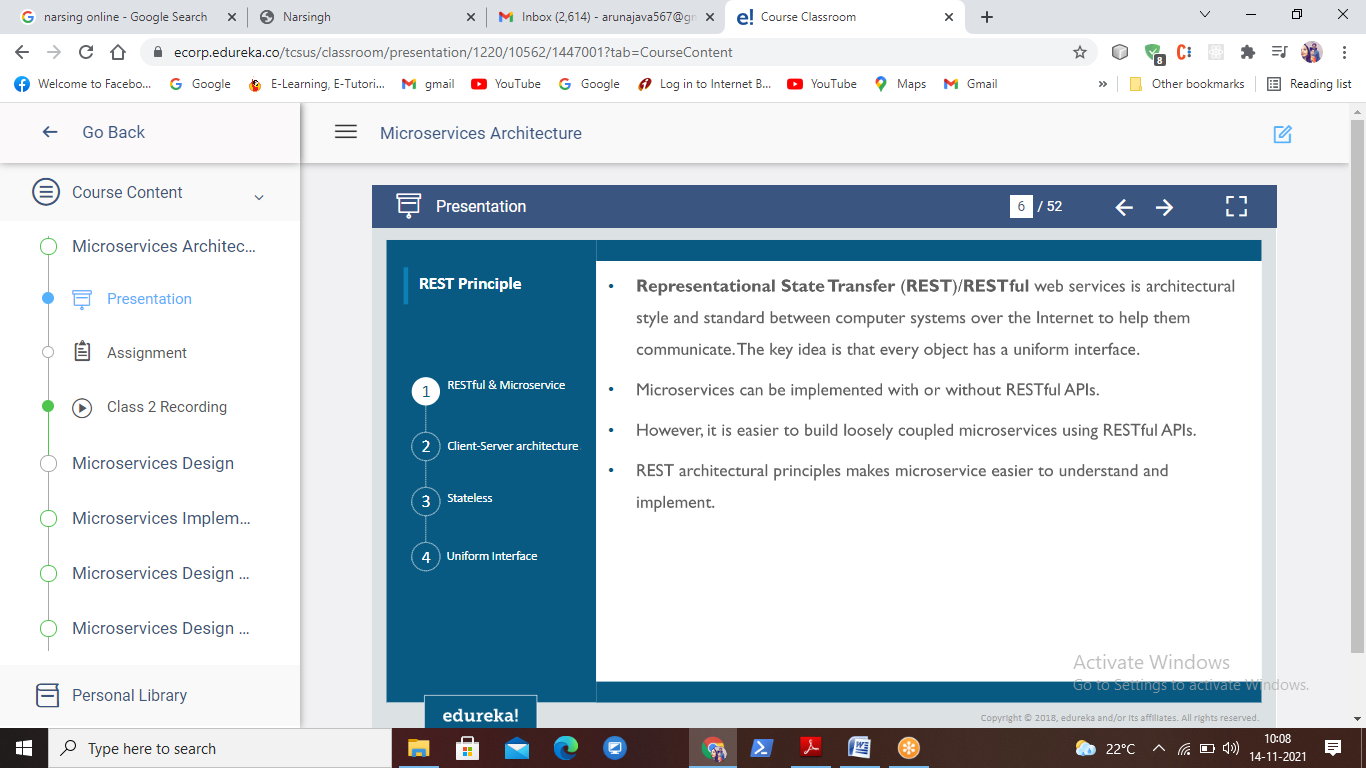 narsing online - Google Search
Narsingh
Inbox (2,614) - arunajava567@gm
Course Classroom
ecorp.edureka.co/tcsus/classroom/presentation/1220/10562/1447001?tab=CourseContent
8
Welcome to Facebo...
Google
E-Learning, E-Tutori...
gmail
YouTube
Google
Log in to Internet B...
YouTube
Maps
Gmail
»
Other bookmarks
Reading list
Go Back
Microservices Architecture
Course Content
Microservices Architec...
Presentation
Assignment
Class 2 Recording
Microservices Design
Microservices Implem...
Microservices Design ...
Microservices Design ...
Personal Library
Presentation
6 / 52
REST Principle
1 RESTful & Microservice
2 Client-Server architecture
3 Stateless
4 Uniform Interface
• Representational State Transfer (REST)/RESTful web services is architectural
style and standard between computer systems over the Internet to help them
communicate. The key idea is that every object has a uniform interface.
• Microservices can be implemented with or without RESTful APIs.
• However, it is easier to build loosely coupled microservices using RESTful APIs.
• REST architectural principles makes microservice easier to understand and
implement.
Activate Windows
Go to Settings to activate Windows.
edureka!
Copyright © 2018, edureka and/or its affiliates. All rights reserved.
Type here to search
22°C
10:08
14-11-2021